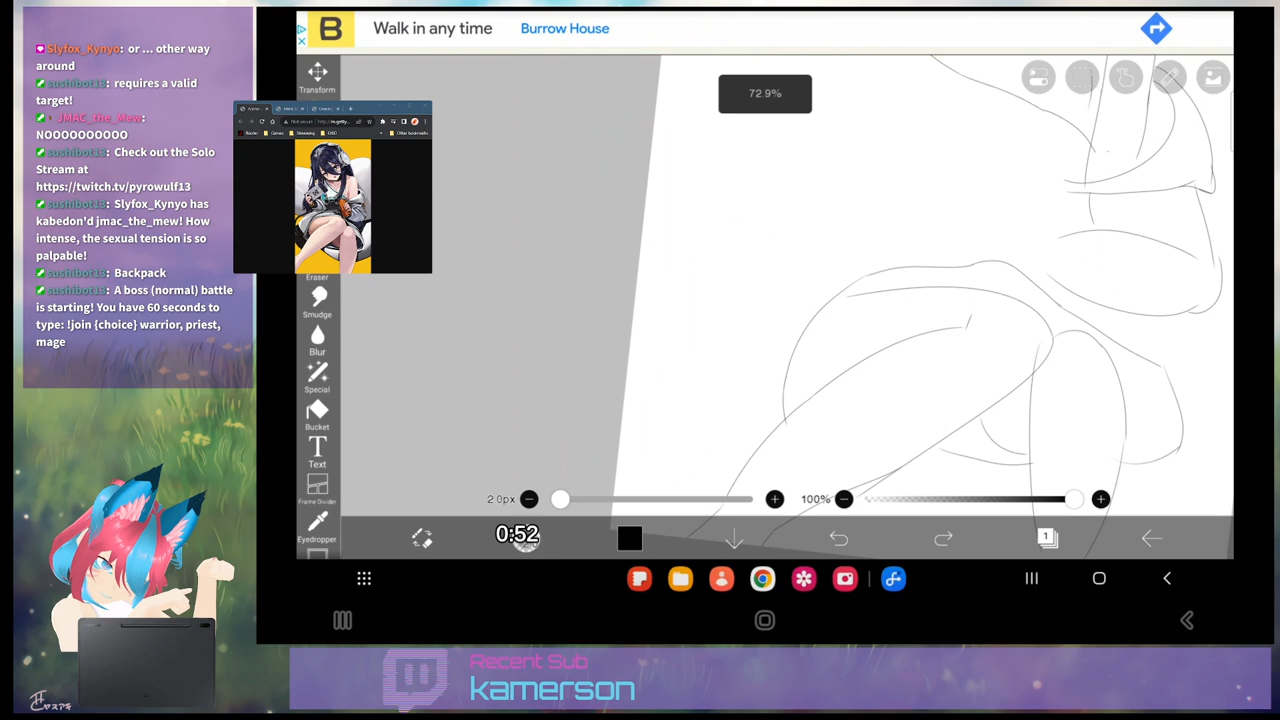 Slyfox_Kynyo: or ... other way
around
sushibot13: requires a valid
target!
JMAC_the_Mew:
NOOOOOOOOOO
sushibot13: Check out the Solo
Stream at
https://twitch.tv/pyrowulf13
sushibot13: Slyfox_Kynyo has
kabedon'd jmac_the_mew! How
intense, the sexual tension is so
palpable!
sushibot13: Backpack
sushibot13: A boss (normal) battle
is starting! You have 60 seconds to
type: !join {choice} warrior, priest,
mage
B
Walk in any time
Burrow House
72.9%
Transform
Eraser
Smudge
Blur
Special
Bucket
T
Text
Frame Divider
Eyedropper
2.0px
100%
0:52
1
Recent Sub
kamerson